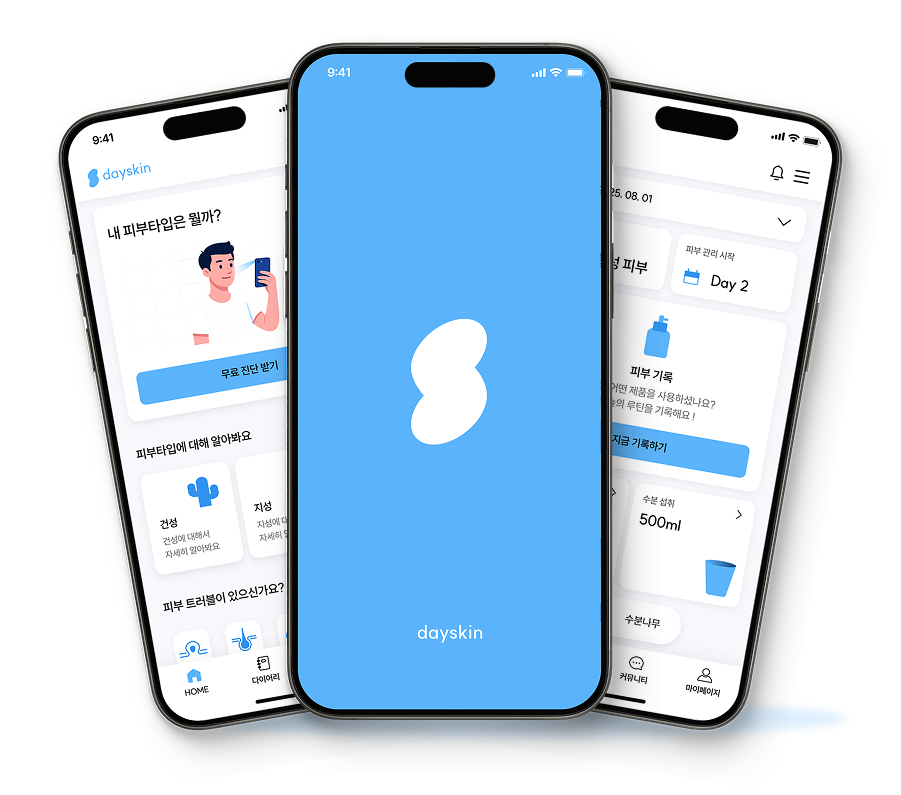 9:41
dayskin
내 피부타입은 뭘까?
무료 진단 받기
피부타입에 대해 알아봐요
건성
건성에 대해서
자세히 알아봐요
지성
지성에 대
자세히 알
피부 트러블이 있으신가요?
HOME
다이어리
9:41
dayskin
25. 08. 01
성 피부
피부 관리 시작
Day 2
피부 기록
어떤 제품을 사용하셨나요?
의 루틴을 기록해요 !
지금 기록하기
수분 섭취
500ml
수분나무
커뮤니티
마이페이지